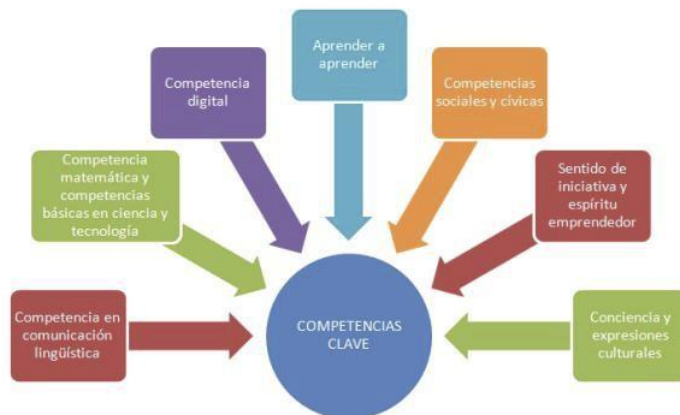 Aprender a
aprender
Competencia
digital
Competencias
sociales y cívicas
Competencia
matemática y
competencias
básicas en ciencia y
tecnología
Sentido de
iniciativa y
espíritu
emprendedor
Competencia en
comunicación
lingüística
COMPETENCIAS
CLAVE
Conciencia y
expresiones
culturales